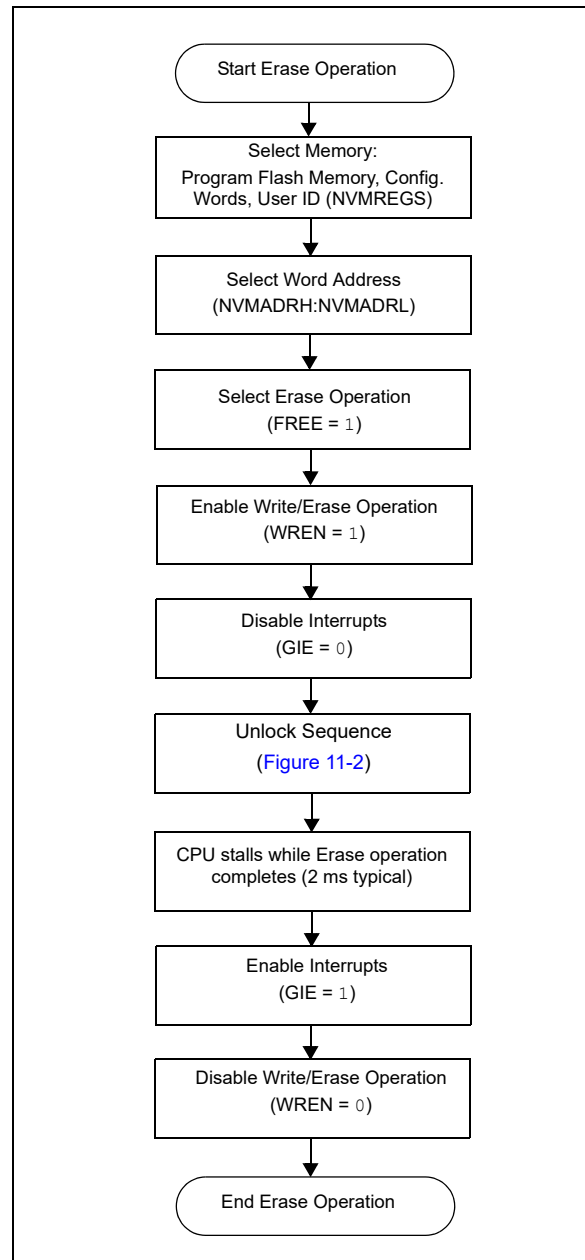 Start Erase Operation
Select Memory:
Program Flash Memory, Config.
Words, User ID (NVMREGS)
Select Word Address
(NVMADRH:NVMADRL)
Select Erase Operation
(FREE = 1)
Enable Write/Erase Operation
(WREN = 1)
Disable Interrupts
(GIE = 0)
Unlock Sequence
(Figure 11-2)
CPU stalls while Erase operation
completes (2 ms typical)
Enable Interrupts
(GIE = 1)
Disable Write/Erase Operation
(WREN = 0)
End Erase Operation